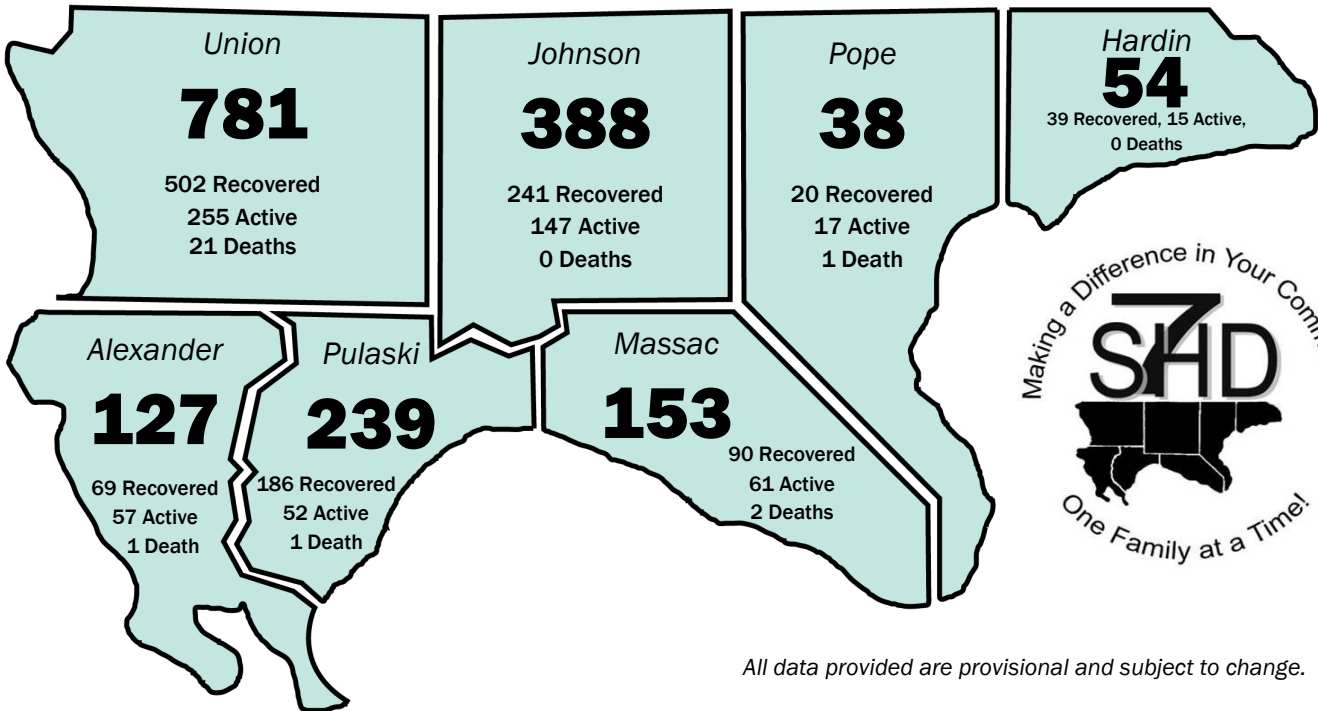 Union
781
502 Recovered
255 Active
21 Deaths
Johnson
388
241 Recovered
147 Active
0 Deaths
Pope
38
20 Recovered
17 Active
1 Death
Hardin
54
39 Recovered, 15 Active,
0 Deaths
Alexander
127
69 Recovered
57 Active
1 Death
Pulaski
239
186 Recovered
52 Active
1 Death
Massac
153
90 Recovered
61 Active
2 Deaths
Making a Difference in Your
S7HD
One Family at a Time!
All data provided are provisional and subject to change.